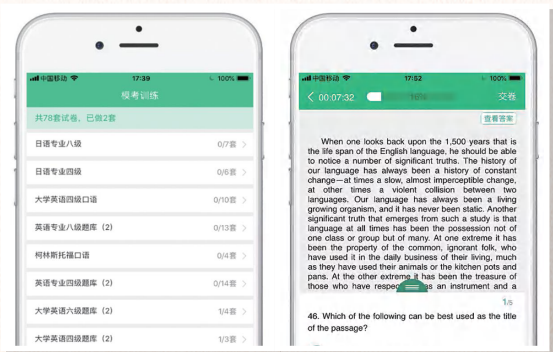 中国移动
17:39
100%
模考训练
共78套试卷，已做2套
日语专业八级
0/7套
日语专业四级
0/6套
大学英语四级口语
0/10套
英语专业八级题库（2）
0/13套
柯林斯托福口语
0/4套
英语专业四级题库（2）
0/14套
大学英语六级题库（2）
1/4套
大学英语四级题库（2）
1/3套
中国移动
17:52
100%
00:07:32
16%
交卷
查看答案
When one looks back upon the 1,500 years that is
the life span of the English language, he should be able
to notice a number of significant truths. The history of
our language has always been a history of constant
change—at times a slow, almost imperceptible change,
at other times a violent collision between two
languages. Our language has always been a living
growing organism, and it has never been static. Another
significant truth that emerges from such a study is that
language at all times has been the possession not of
one class or group but of many. At one extreme it has
been the property of the common, ignorant folk, who
have used it in the daily business of their living, much
as they have used their animals or the kitchen pots and
pans. At the other extreme it has been the treasure of
those who have respec as an instrument and a
1/5
46. Which of the following can be best used as the title
of the passage?